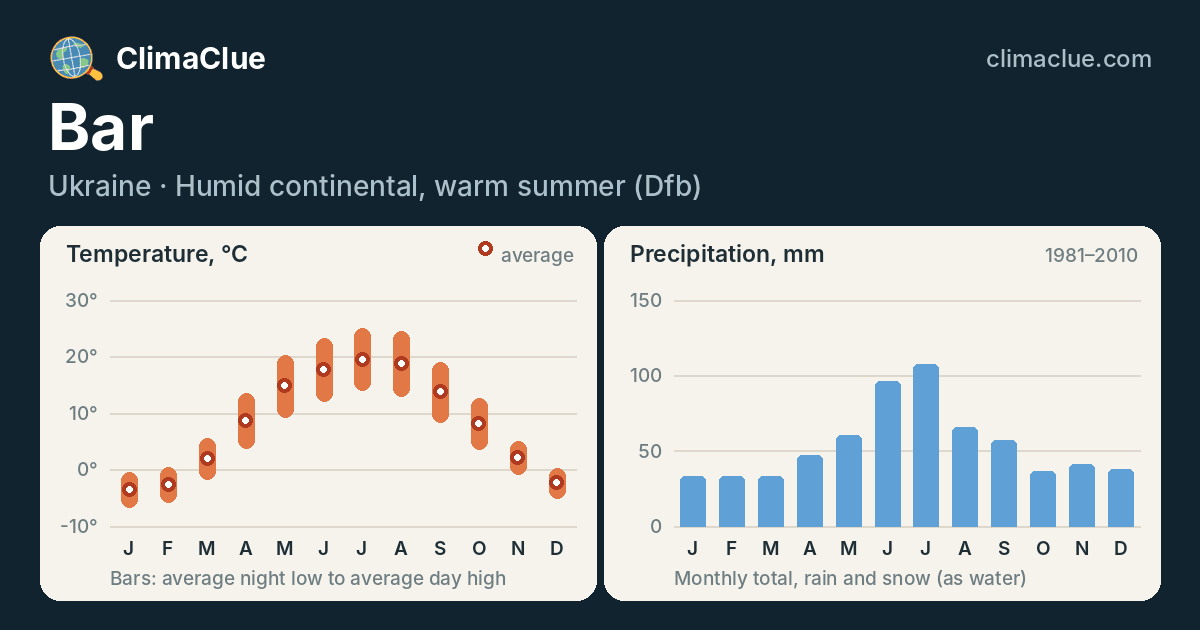 ClimaClue
climaclue.com
Bar
Ukraine · Humid continental, warm summer (Dfb)
Temperature, °C
average
30°
20°
10°
0°
-10°
J F M A M J J A S O N D
Bars: average night low to average day high
Precipitation, mm
1981–2010
150
100
50
0
J F M A M J J A S O N D
Monthly total, rain and snow (as water)